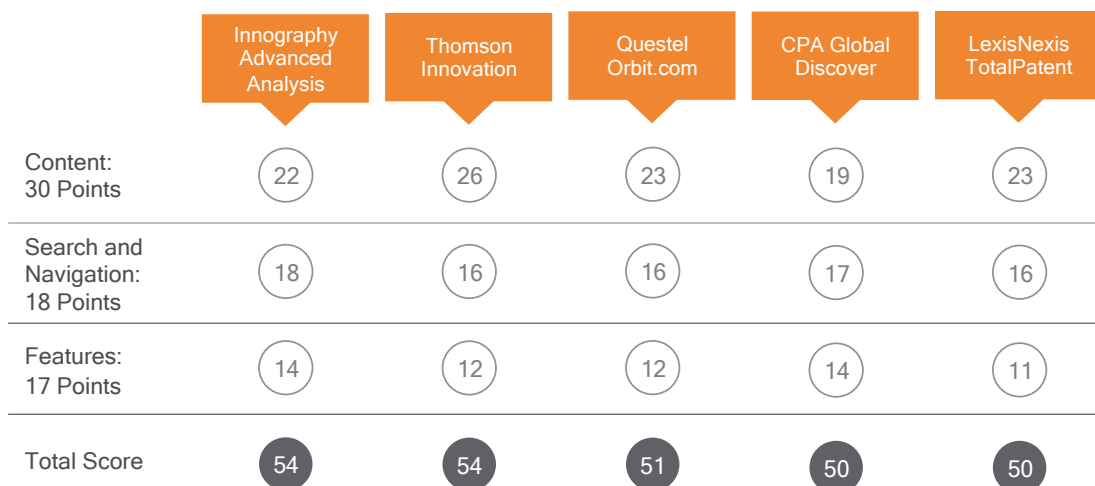 Innography
Advanced
Analysis
Thomson
Innovation
Questel
Orbit.com
CPA Global
Discover
LexisNexis
TotalPatent
Content:
30 Points
22
26
23
19
23
Search and
Navigation:
18 Points
18
16
16
17
16
Features:
17 Points
14
12
12
14
11
Total Score
54
54
51
50
50